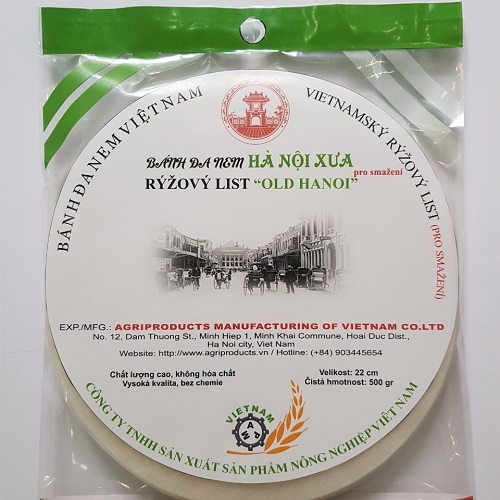 BÁNH ĐA NEM VIỆT NAM
VIETNAMSKÝ RÝŽOVÝ LIST (PRO SMAŽENÍ)
BÁNH ĐA NEM HÀ NỘI XƯA
pro smažení
RÝŽOVÝ LIST “OLD HANOI”
EXP./MFG.: AGRIPRODUCTS MANUFACTURING OF VIETNAM CO.LTD
No. 12, Dam Thuong St., Minh Hiep 1, Minh Khai Commune, Hoai Duc Dist.,
Ha Noi city, Viet Nam
Website: http://www.agriproducts.vn / Hotline: (+84) 903445654
Chất lượng cao, không hóa chất
Vysoká kvalita, bez chemie
Velikost: 22 cm
Čistá hmotnost: 500 gr
VIETNAM
CÔNG TY TNHH SẢN XUẤT SẢN PHẨM NÔNG NGHIỆP VIỆT NAM